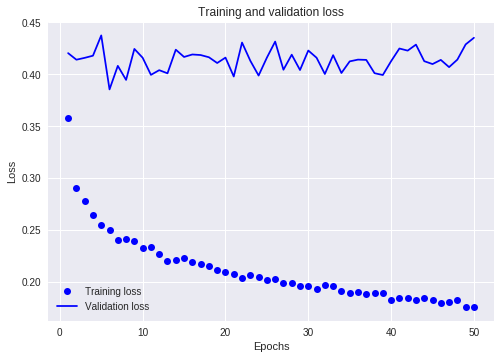 Training and validation loss
0.45
0.40
0.35
0.30
0.25
0.20
Loss
Training loss
Validation loss
0 10 20 30 40 50
Epochs